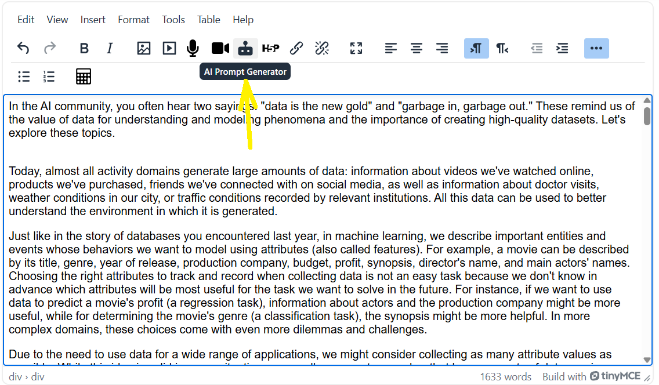 Edit View Insert Format Tools Table Help
B I H-P
AI Prompt Generator
In the AI community, you often hear two sayings: "data is the new gold" and "garbage in, garbage out." These remind us of
the value of data for understanding and modeling phenomena and the importance of creating high-quality datasets. Let's
explore these topics.
Today, almost all activity domains generate large amounts of data: information about videos we've watched online,
products we've purchased, friends we've connected with on social media, as well as information about doctor visits,
weather conditions in our city, or traffic conditions recorded by relevant institutions. All this data can be used to better
understand the environment in which it is generated.
Just like in the story of databases you encountered last year, in machine learning, we describe important entities and
events whose behaviors we want to model using attributes (also called features). For example, a movie can be described
by its title, genre, year of release, production company, budget, profit, synopsis, director's name, and main actors' names.
Choosing the right attributes to track and record when collecting data is not an easy task because we don't know in
advance which attributes will be most useful for the task we want to solve in the future. For instance, if we want to use
data to predict a movie's profit (a regression task), information about actors and the production company might be more
useful, while for determining the movie's genre (a classification task), the synopsis might be more helpful. In more
complex domains, these choices come with even more dilemmas and challenges.
Due to the need to use data for a wide range of applications, we might consider collecting as many attribute values as
div › div 1633 words Build with tinyMCE